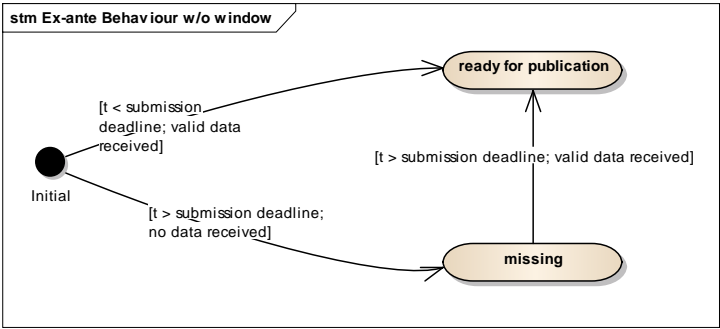 stm Ex-ante Behaviour w/o window
ready for publication
[t < submission
deadline; valid data
received]
[t > submission deadline; valid data received]
Initial
[t > submission deadline;
no data received]
missing